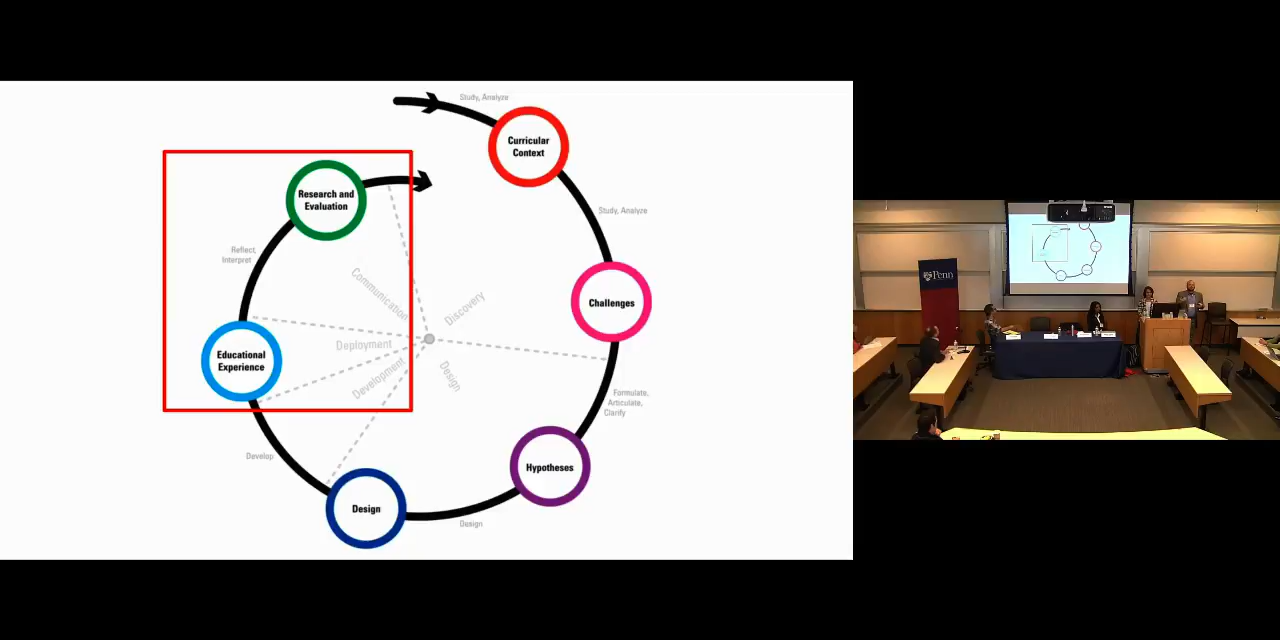 Study, Analyze
Curricular
Context
Research and
Evaluation
Study, Analyze
Reflect,
Interpret
Communication
Discovery
Challenges
Deployment
Educational
Experience
Development
Design
Formulate,
Articulate,
Clarify
Develop
Hypotheses
Design
Design
Penn